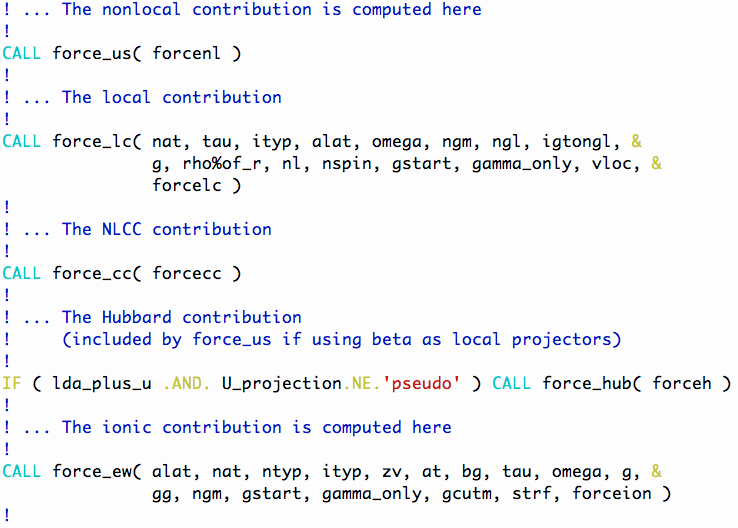 ! ... The nonlocal contribution is computed here
!
CALL force_us( forcenl )
!
! ... The local contribution
!
CALL force_lc( nat, tau, ityp, alat, omega, ngm, ngl, igtongl, &
               g, rho%of_r, nl, nspin, gstart, gamma_only, vloc, &
               forcelc )
!
! ... The NLCC contribution
!
CALL force_cc( forcecc )
!
! ... The Hubbard contribution
!     (included by force_us if using beta as local projectors)
!
IF ( lda_plus_u .AND. U_projection.NE.'pseudo' ) CALL force_hub( forceh )
!
! ... The ionic contribution is computed here
!
CALL force_ew( alat, nat, ntyp, ityp, zv, at, bg, tau, omega, g, &
               gg, ngm, gstart, gamma_only, gcutm, strf, forceion )
!